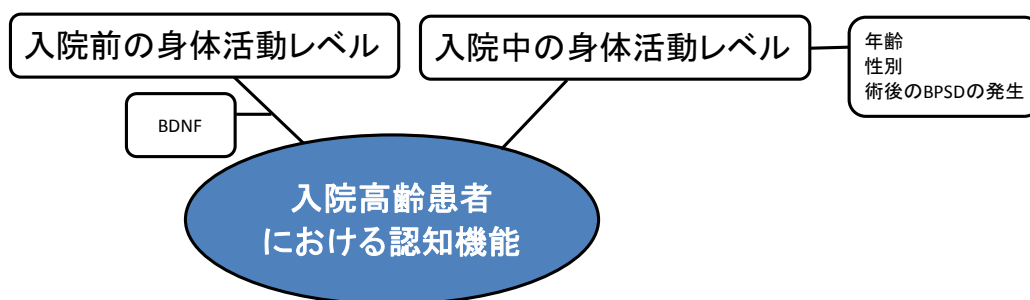 入院前の身体活動レベル
入院中の身体活動レベル
年齢
性別
術後のBPSDの発生
BDNF
入院高齢患者
における認知機能